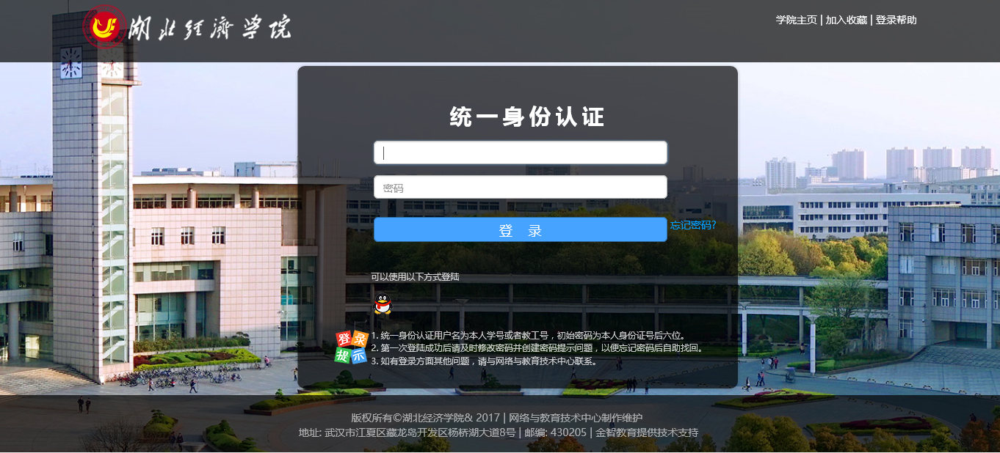 湖北经济学院
学院主页 | 加入收藏 | 登录帮助
统一身份认证
密码
登 录
忘记密码?
可以使用以下方式登陆
登录
提示
1. 统一身份认证用户名为本人学号或者教工号，初始密码为本人身份证号后六位。
2. 第一次登陆成功后请及时修改密码并创建密码提示问题，以便忘记密码后自助找回。
3. 如有登录方面其他问题，请与网络与教育技术中心联系。
版权所有©湖北经济学院& 2017 | 网络与教育技术中心制作维护
地址: 武汉市江夏区藏龙岛开发区杨桥湖大道8号 | 邮编: 430205 | 金智教育提供技术支持